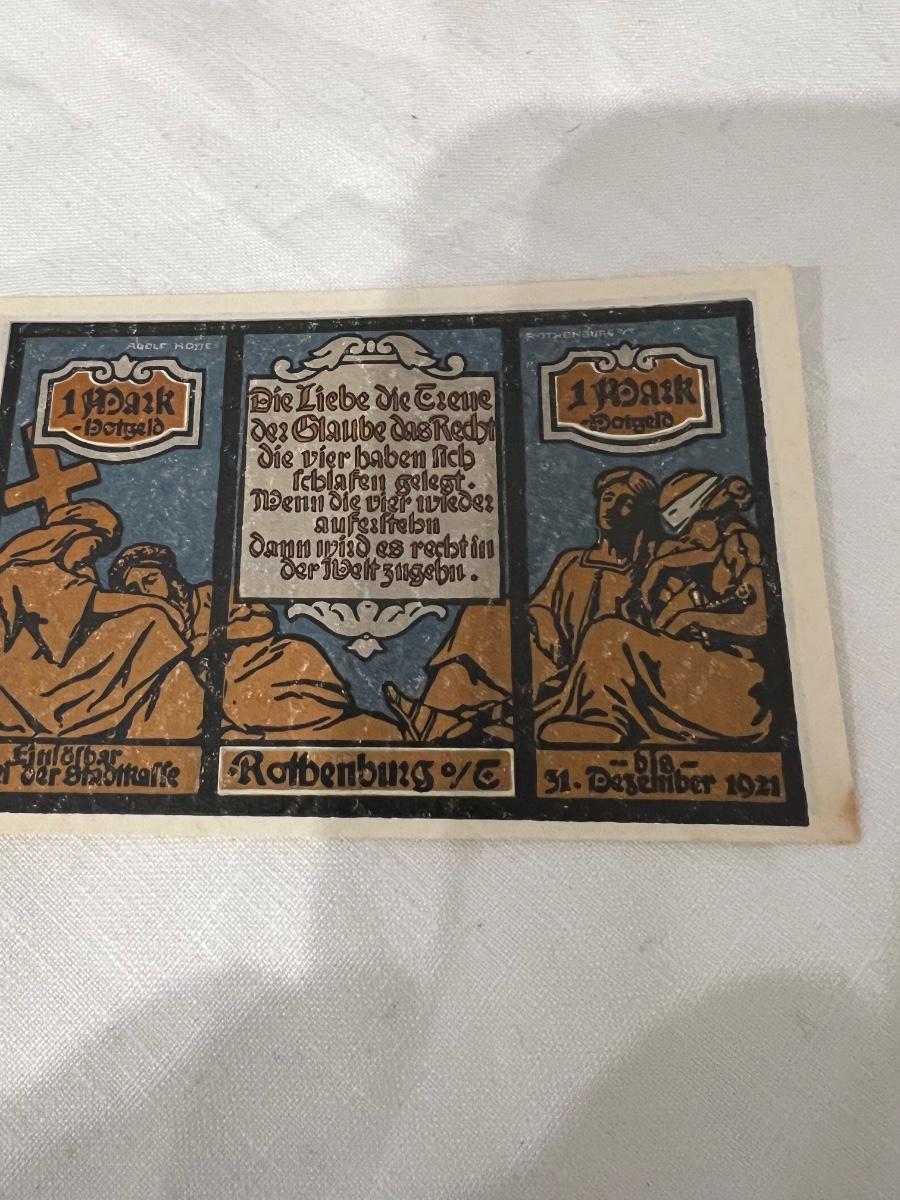 ADOLF HOSSE
ROTHENBURG o/T
1 Mark
-Notgeld
Die Liebe die Treue
der Glaube das Recht
die vier haben sich
schlafen gelegt.
Wenn die vier wieder
auferstehn
dann wird es recht in
der Welt zugehn.
1 Mark
-Notgeld
Einlösbar
der Stadtkasse
Rothenburg o/T
-bis-
31. Dezember 1921